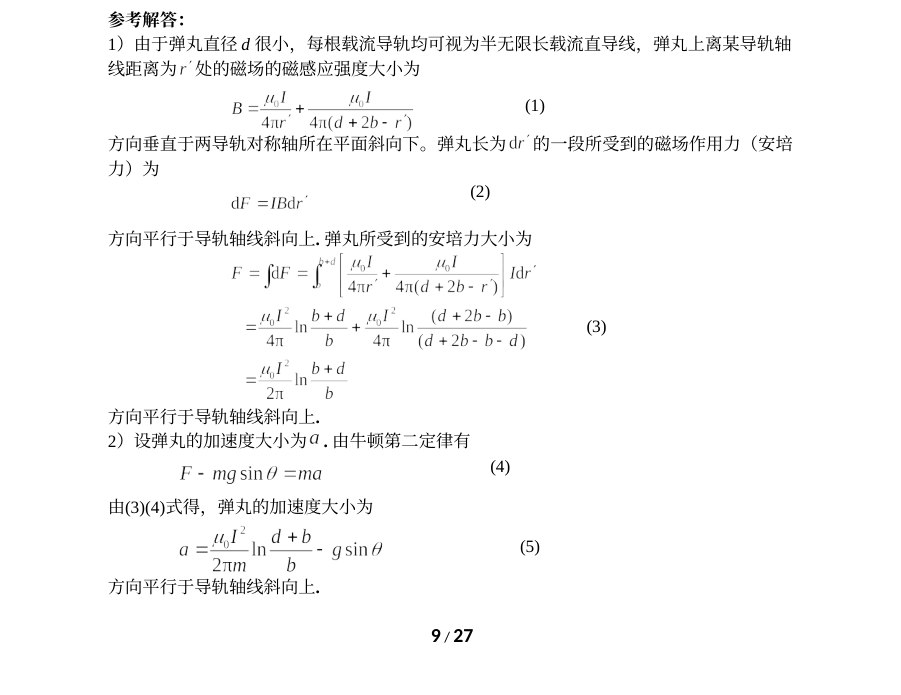 参考解答：
1）由于弹丸直径 d 很小，每根载流导轨均可视为半无限长载流直导线，弹丸上离某导轨轴
线距离为 r′ 处的磁场的磁感应强度大小为
B = μ₀I/4πr′ + μ₀I/4π(d + 2b - r′) (1)
方向垂直于两导轨对称轴所在平面斜向下。弹丸长为 dr′ 的一段所受到的磁场作用力（安培
力）为
dF = IBdr′ (2)
方向平行于导轨轴线斜向上. 弹丸所受到的安培力大小为
F = ∫dF = ∫_b^{b+d} [μ₀I/4πr′ + μ₀I/4π(d + 2b - r′)] Idr′
= μ₀I²/4π ln (b + d)/b + μ₀I²/4π ln (d + 2b - b)/(d + 2b - b - d) (3)
= μ₀I²/2π ln (b + d)/b
方向平行于导轨轴线斜向上.
2）设弹丸的加速度大小为 a . 由牛顿第二定律有
F - mg sin θ = ma (4)
由(3)(4)式得，弹丸的加速度大小为
a = μ₀I²/2πm ln (d + b)/b - g sin θ (5)
方向平行于导轨轴线斜向上.
9 / 27